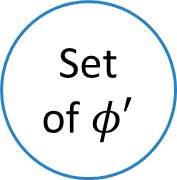 Set
of ϕ′